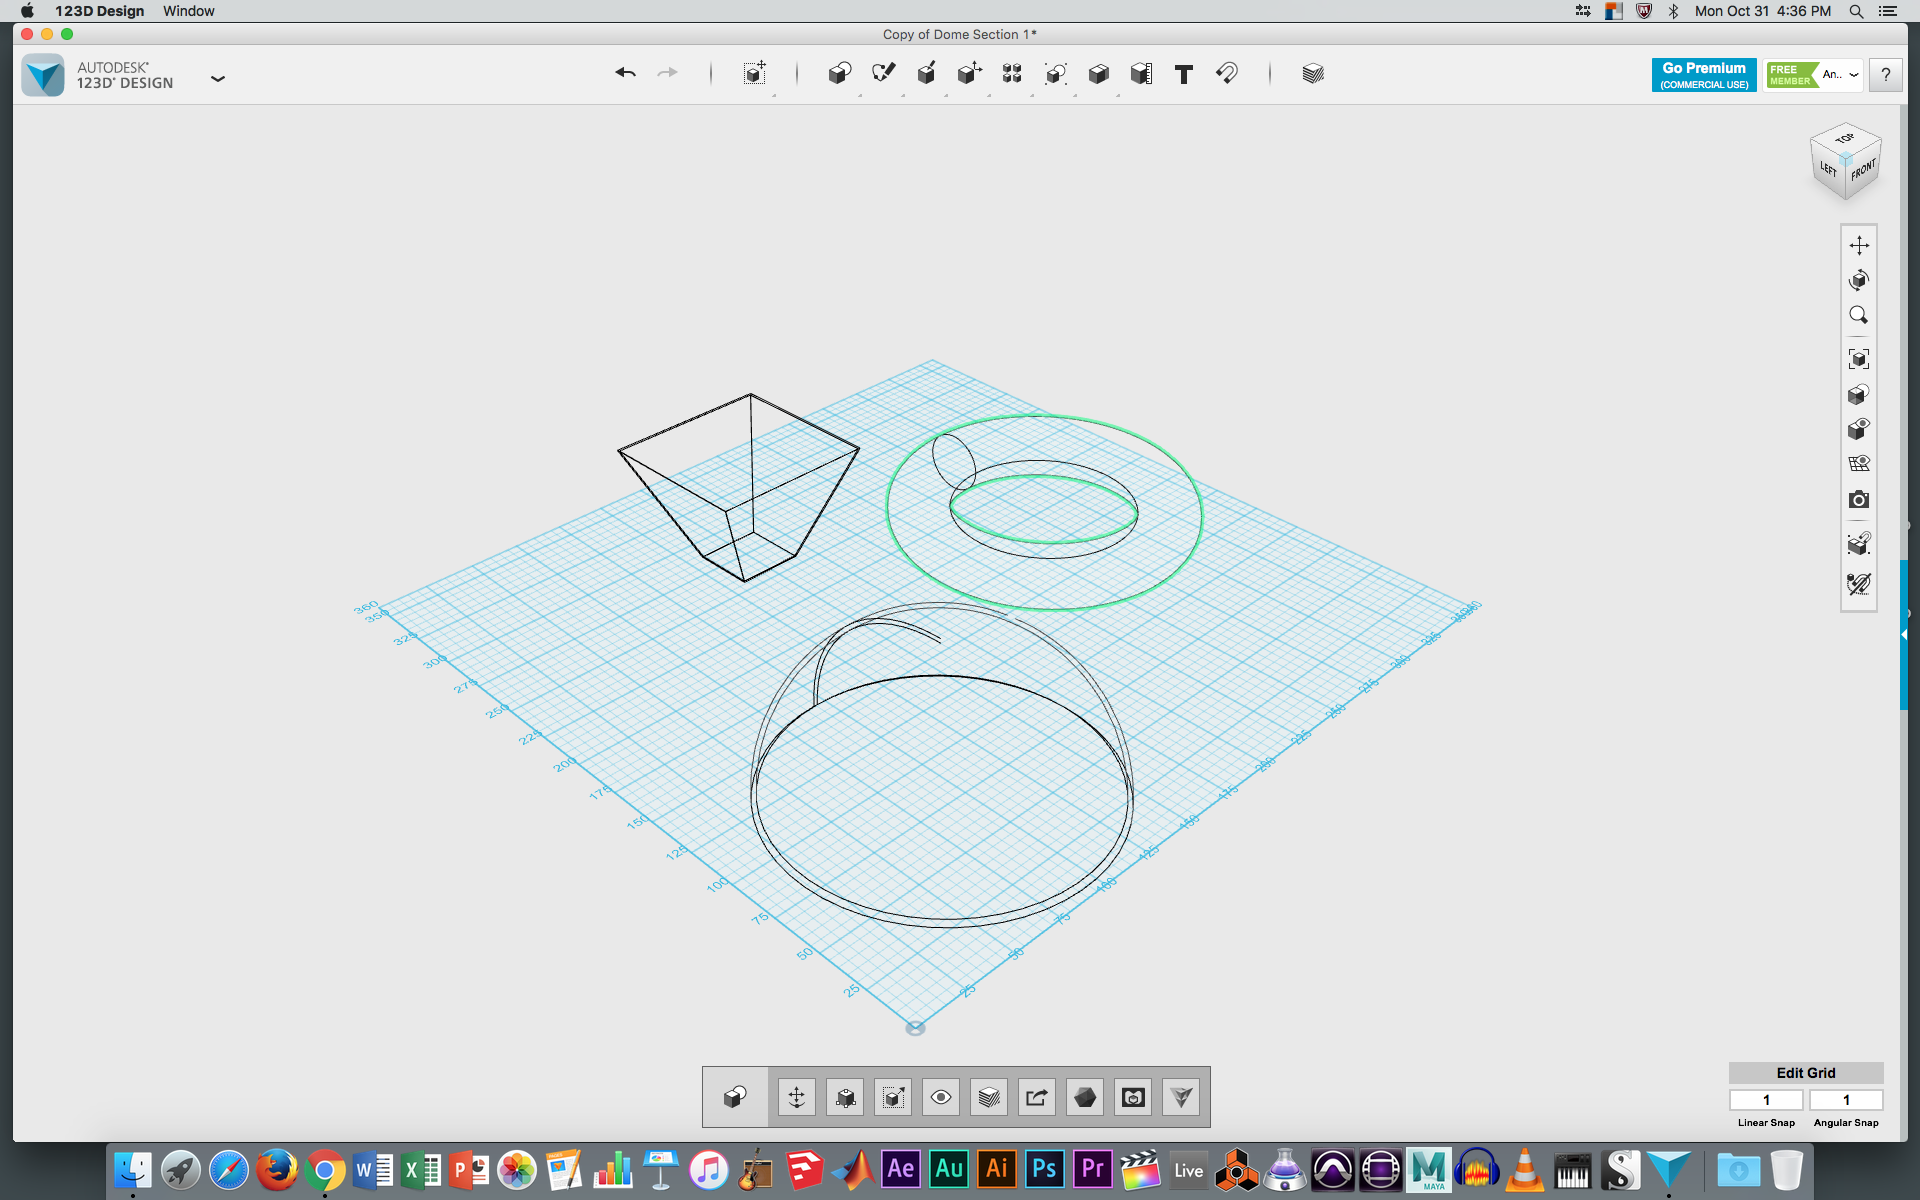 123D Design Window
Mon Oct 31 4:36 PM
Copy of Dome Section 1*
AUTODESK®
123D® DESIGN
T
Go Premium
(COMMERCIAL USE)
FREE
MEMBER
An..
?
TOP
LEFT
FRONT
360
350
325
300
275
250
225
200
175
150
125
100
75
50
25
25
50
75
100
125
150
175
200
225
250
275
300
325
Edit Grid
1 1
Linear Snap Angular Snap
W X P Ae Au Ai Ps Pr Live M S
MAYA